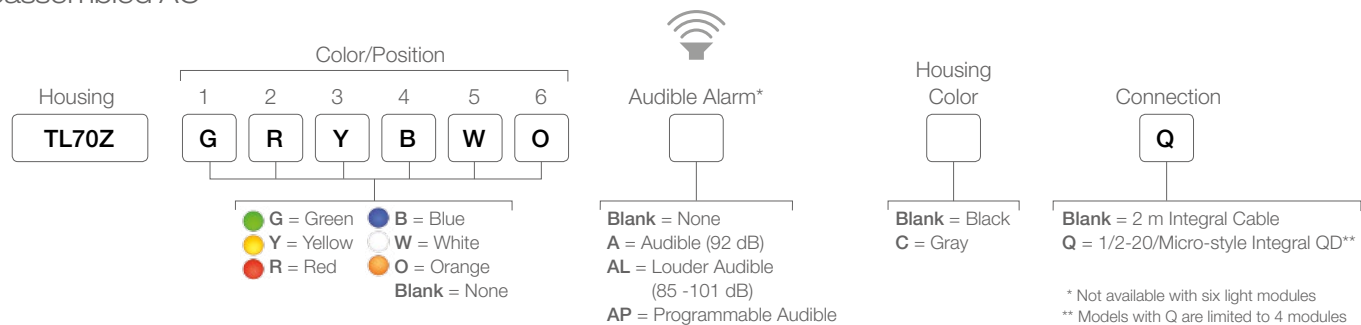 AC
Color/Position
Housing
1 2 3 4 5 6
Audible Alarm*
Housing
Color
Connection
TL70Z
G R Y B W O
Q
G = Green
Y = Yellow
R = Red
B = Blue
W = White
O = Orange
Blank = None
Blank = None
A = Audible (92 dB)
AL = Louder Audible
(85 -101 dB)
AP = Programmable Audible
Blank = Black
C = Gray
Blank = 2 m Integral Cable
Q = 1/2-20/Micro-style Integral QD**
* Not available with six light modules
** Models with Q are limited to 4 modules